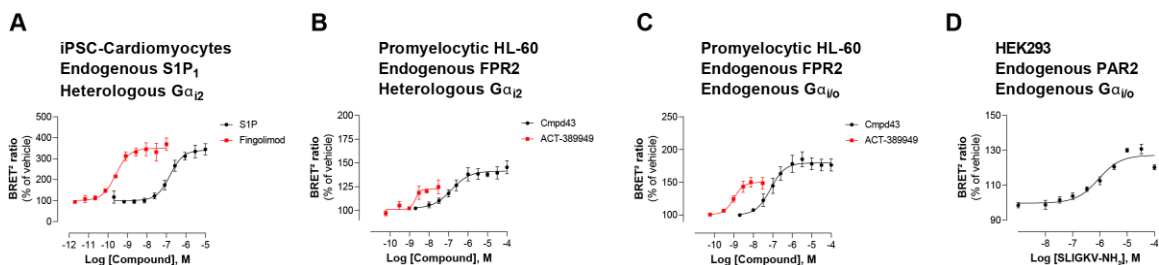 A
iPSC-Cardiomyocytes
Endogenous S1P₁
Heterologous Gαi2
S1P
Fingolimod
BRET² ratio
(% of vehicle)
500
400
300
200
100
0
-12 -11 -10 -9 -8 -7 -6 -5
Log [Compound], M
B
Promyelocytic HL-60
Endogenous FPR2
Heterologous Gαi2
Cmpd43
ACT-389949
BRET² ratio
(% of vehicle)
200
175
150
125
100
-10 -9 -8 -7 -6 -5 -4
Log [Compound], M
C
Promyelocytic HL-60
Endogenous FPR2
Endogenous Gαi/o
Cmpd43
ACT-389949
BRET² ratio
(% of vehicle)
250
200
150
100
-10 -9 -8 -7 -6 -5 -4
Log [Compound], M
D
HEK293
Endogenous PAR2
Endogenous Gαi/o
BRET² ratio
(% of vehicle)
140
120
100
90
-8 -7 -6 -5 -4
Log [SLIGKV-NH₂], M